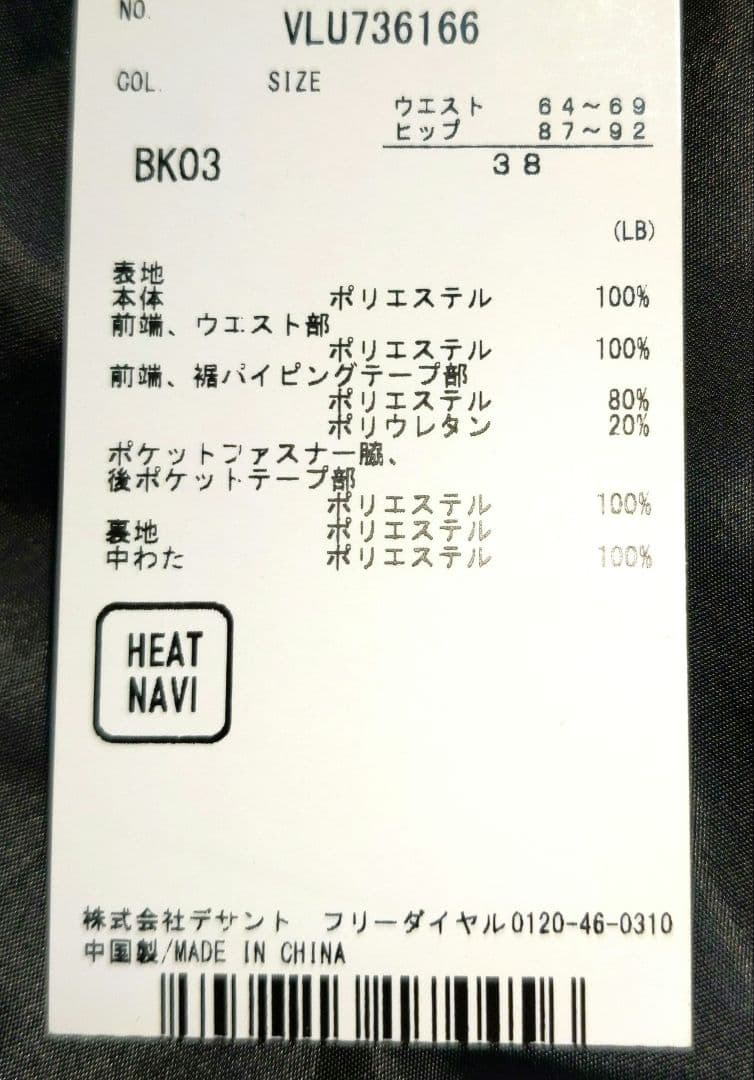 NO.
VLU736166
COL. SIZE
ウエスト 64~69
ヒップ 87~92
BK03 38
(LB)
表地
本体 ポリエステル 100%
前端、ウエスト部
ポリエステル 100%
前端、裾パイピングテープ部
ポリエステル 80%
ポリウレタン 20%
ポケットファスナー脇、
後ポケットテープ部
ポリエステル 100%
裏地 ポリエステル
中わた ポリエステル 100%
HEAT
NAVI
株式会社デサント フリーダイヤル0120-46-0310
中国製/MADE IN CHINA